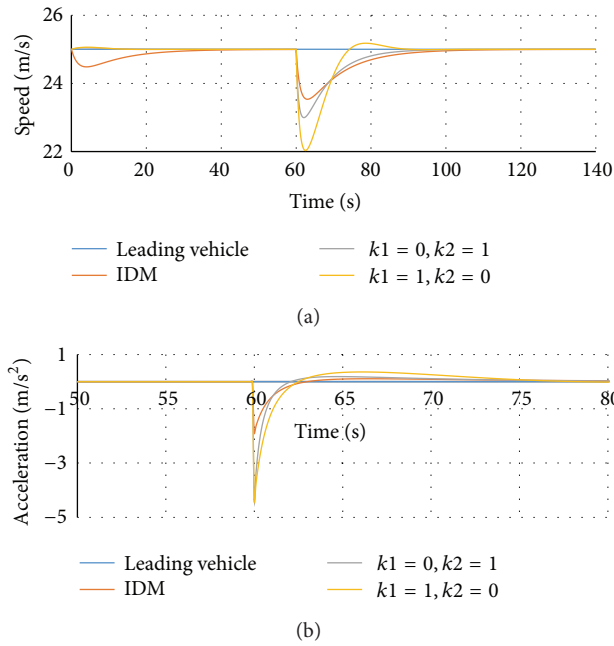 26
24
22
Speed (m/s)
0 20 40 60 80 100 120 140
Time (s)
Leading vehicle
IDM
k1 = 0, k2 = 1
k1 = 1, k2 = 0
(a)
1
−1
−3
−5
Acceleration (m/s²)
50 55 60 65 70 75 80
Time (s)
Leading vehicle
IDM
k1 = 0, k2 = 1
k1 = 1, k2 = 0
(b)